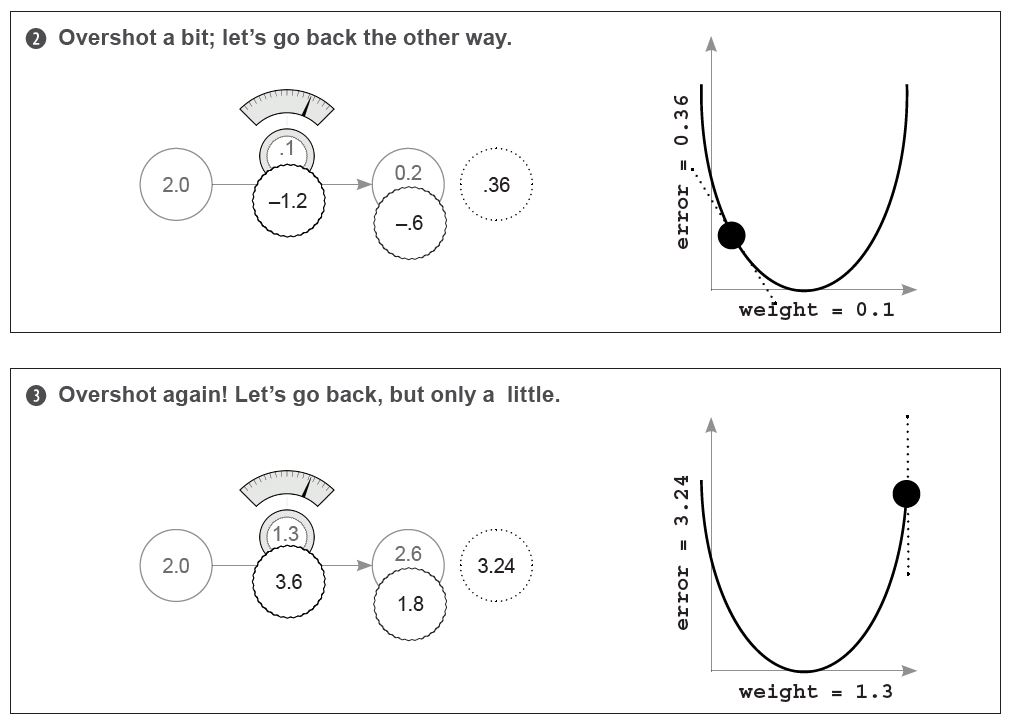 2 Overshot a bit; let’s go back the other way.
.1
2.0
–1.2
0.2
–.6
.36
error = 0.36
weight = 0.1
3 Overshot again! Let’s go back, but only a little.
1.3
2.0
3.6
2.6
1.8
3.24
error = 3.24
weight = 1.3